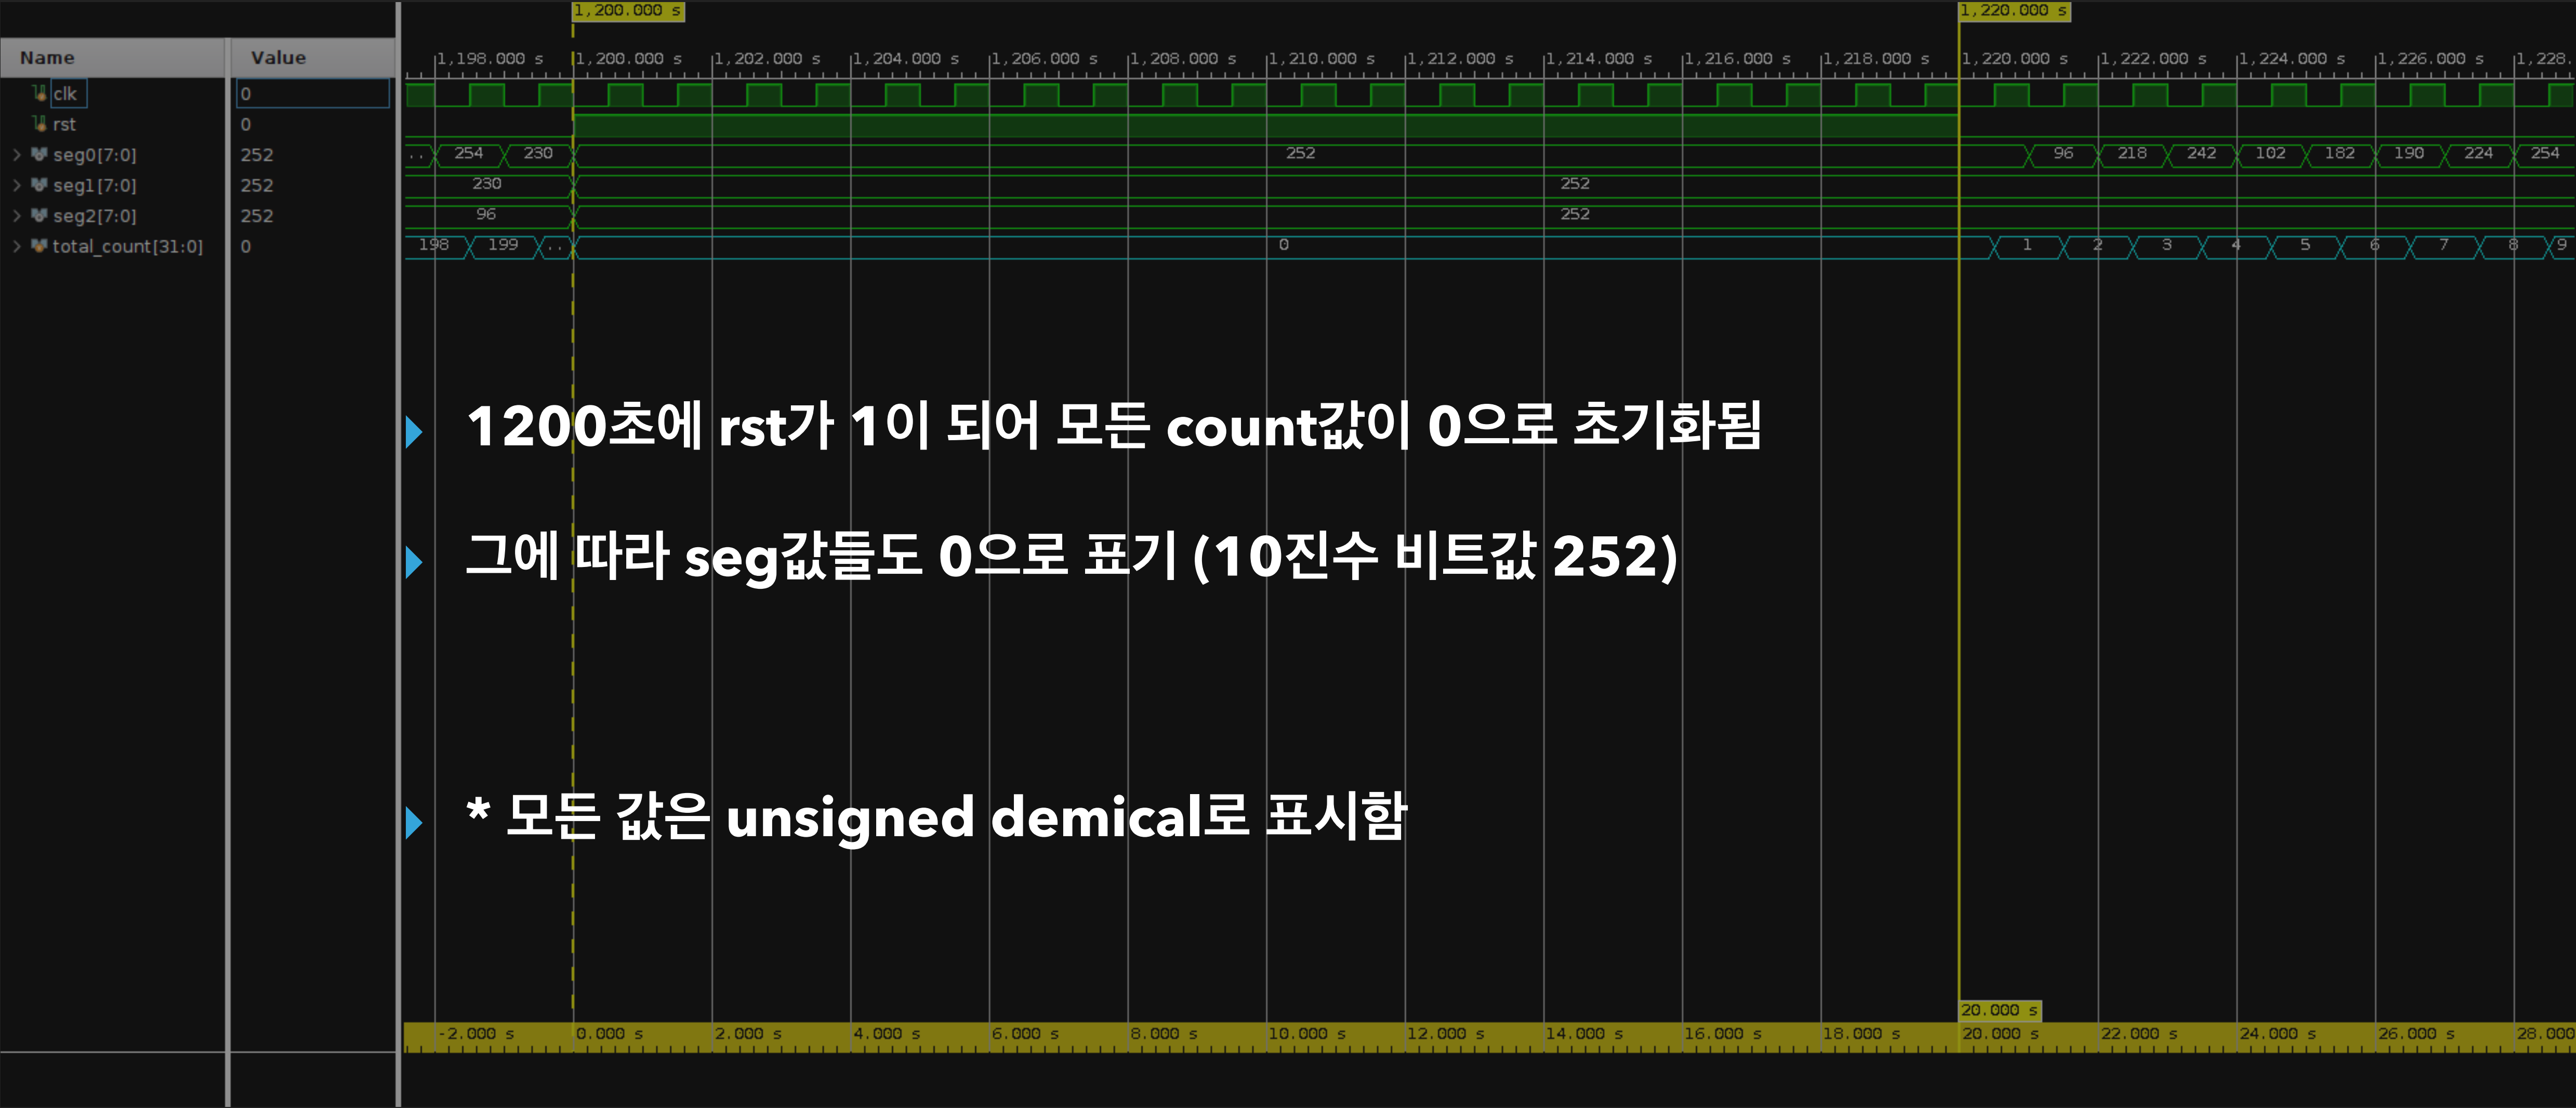 1,200.000 s
1,220.000 s
Name Value
1,198.000 s 1,200.000 s 1,202.000 s 1,204.000 s 1,206.000 s 1,208.000 s 1,210.000 s 1,212.000 s 1,214.000 s 1,216.000 s 1,218.000 s 1,220.000 s 1,222.000 s 1,224.000 s 1,226.000 s 1,228.
clk 0
rst 0
seg0[7:0] 252 .. 254 230 252 96 218 242 102 182 190 224 254
seg1[7:0] 252 230 252
seg2[7:0] 252 96 252
total_count[31:0] 0 198 199 .. 0 1 2 3 4 5 6 7 8 9
1200초에 rst가 1이 되어 모든 count값이 0으로 초기화됨
그에 따라 seg값들도 0으로 표기 (10진수 비트값 252)
* 모든 값은 unsigned demical로 표시함
20.000 s
-2.000 s 0.000 s 2.000 s 4.000 s 6.000 s 8.000 s 10.000 s 12.000 s 14.000 s 16.000 s 18.000 s 20.000 s 22.000 s 24.000 s 26.000 s 28.000